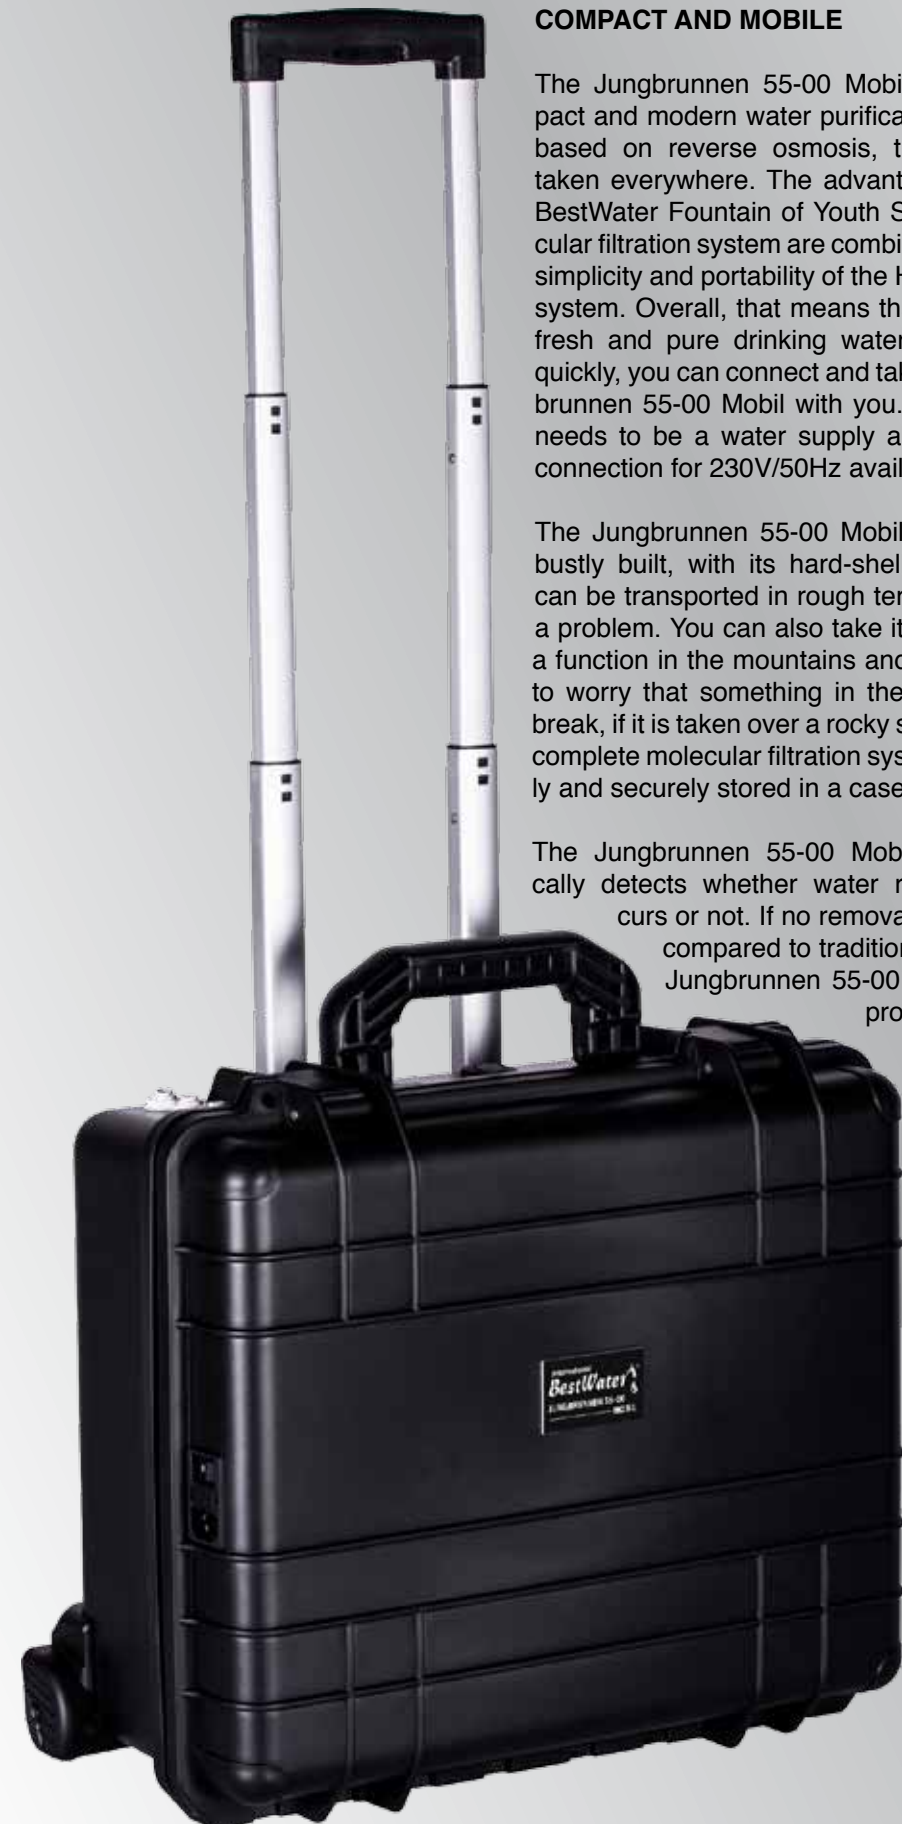 COMPACT AND MOBILE
The Jungbrunnen 55-00 Mobi
pact and modern water purifica
based on reverse osmosis, t
taken everywhere. The advant
BestWater Fountain of Youth S
cular filtration system are combi
simplicity and portability of the H
system. Overall, that means th
fresh and pure drinking water
quickly, you can connect and tal
brunnen 55-00 Mobil with you.
needs to be a water supply a
connection for 230V/50Hz avail
The Jungbrunnen 55-00 Mobil
bustly built, with its hard-shel
can be transported in rough ter
a problem. You can also take it
a function in the mountains and
to worry that something in the
break, if it is taken over a rocky s
complete molecular filtration sys
ly and securely stored in a case
The Jungbrunnen 55-00 Mob
cally detects whether water r
curs or not. If no remova
compared to tradition
Jungbrunnen 55-00
pro
International
BestWater
JUNGBRUNNEN 55-00
MOBIL